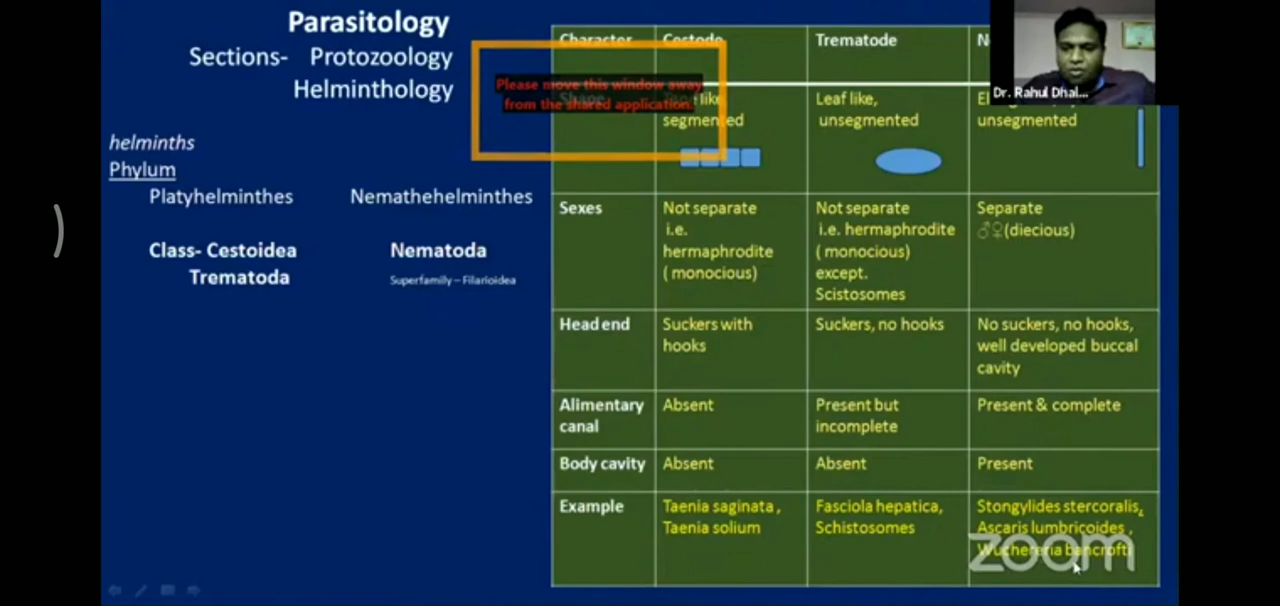 Parasitology
Sections- Protozoology
Helminthology
helminths
Phylum
Platyhelminthes Nemathehelminthes
Class- Cestoidea Nematoda
Trematoda Superfamily – Filarioidea
Please move this window away
from the shared application.
Character Cestode Trematode
like, Leaf like,
segmented unsegmented unsegmented
Sexes Not separate Not separate Separate
i.e. i.e. hermaphrodite ♂♀(diecious)
hermaphrodite ( monocious)
( monocious) except.
Scistosomes
Head end Suckers with Suckers, no hooks No suckers, no hooks,
hooks well developed buccal
cavity
Alimentary Absent Present but Present & complete
canal incomplete
Body cavity Absent Absent Present
Example Taenia saginata , Fasciola hepatica, Stongylides stercoralis,
Taenia solium Schistosomes Ascaris lumbricoides ,
Wuchereria bancrofti
Dr. Rahul Dhal...
zoom